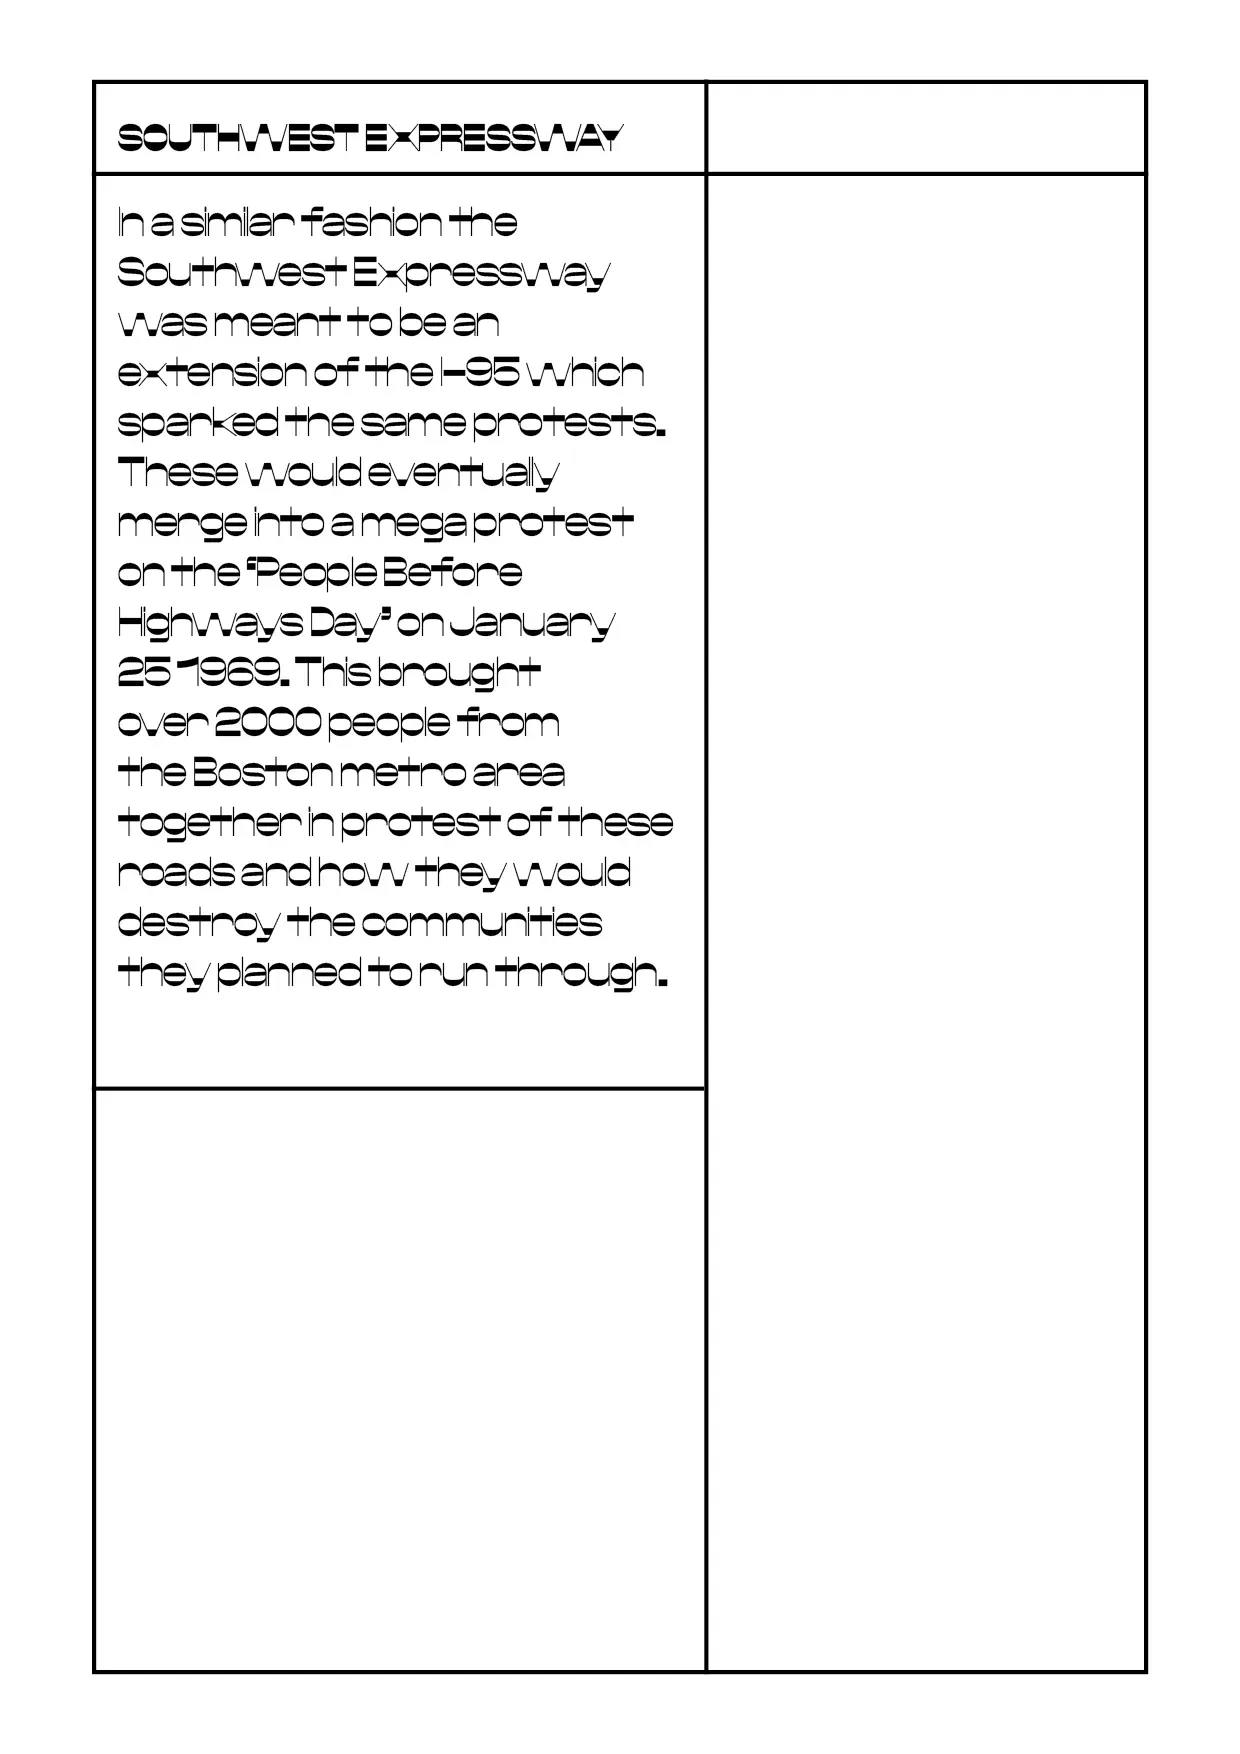 SOUTHWEST EXPRESSWAY
In a similar fashion the
Southwest Expressway
was meant to be an
extension of the I-95 which
sparked the same protests.
These would eventually
merge into a mega protest
on the ‘People Before
Highways Day’ on January
25 1969. This brought
over 2000 people from
the Boston metro area
together in protest of these
roads and how they would
destroy the communities
they planned to run through.